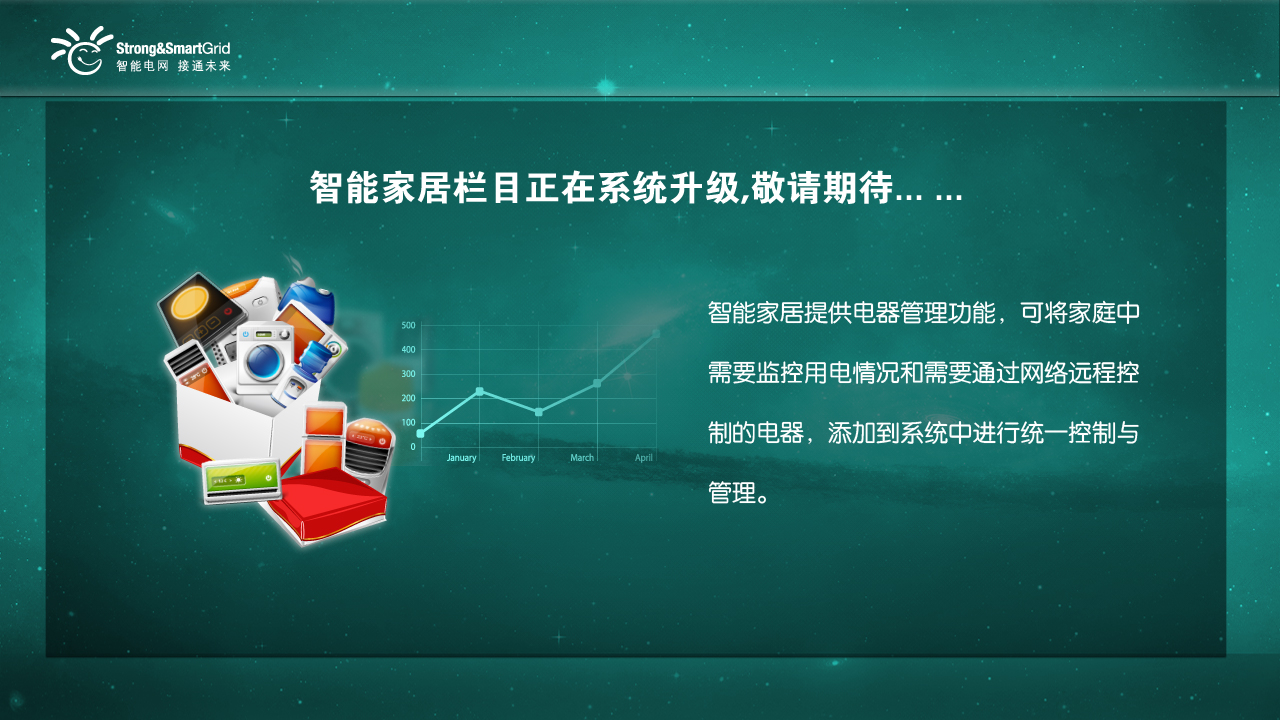 Strong&SmartGrid
智能电网 接通未来
智能家居栏目正在系统升级,敬请期待... ...
智能家居提供电器管理功能，可将家庭中
需要监控用电情况和需要通过网络远程控
制的电器，添加到系统中进行统一控制与
管理。
500
400
300
200
100
0
January February March April